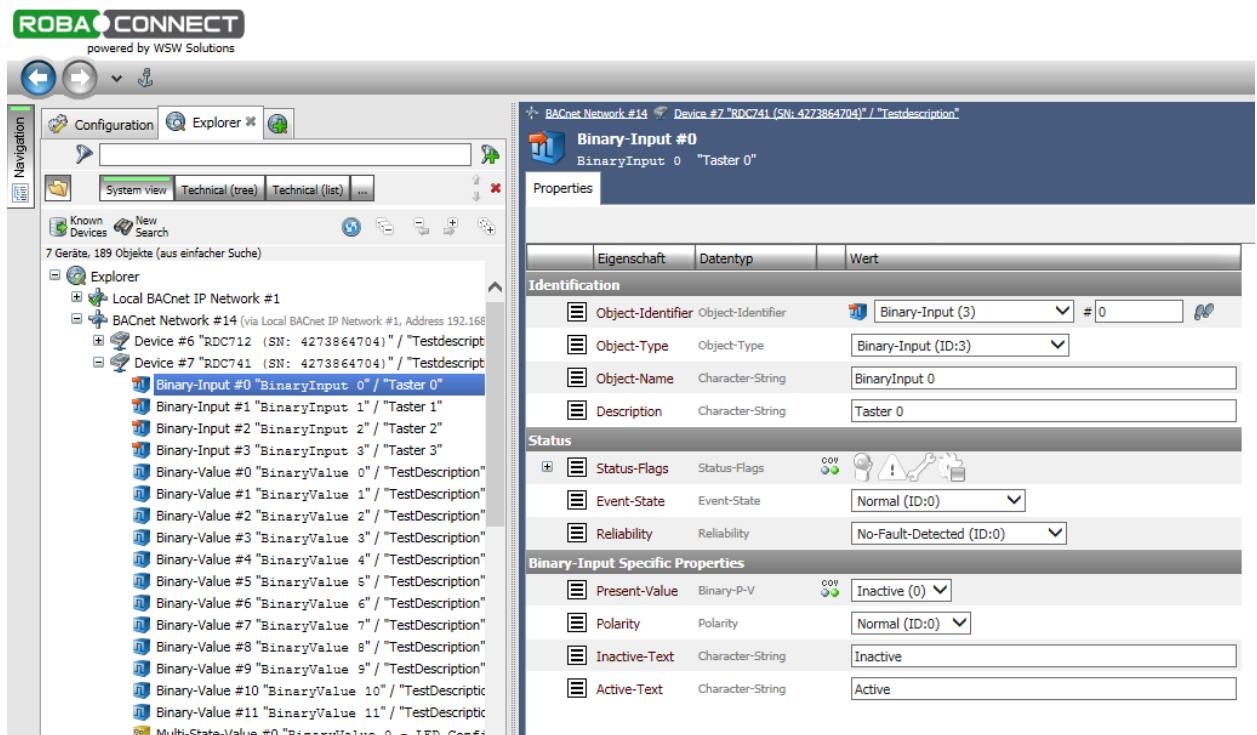 ROBA CONNECT
powered by WSW Solutions
Navigation
Configuration
Explorer
System view
Technical (tree)
Technical (list)
...
Known Devices
New Search
7 Geräte, 189 Objekte (aus einfacher Suche)
Explorer
Local BACnet IP Network #1
BACnet Network #14 (via Local BACnet IP Network #1, Address 192.168
Device #6 "RDC712 (SN: 4273864704)" / "Testdescript
Device #7 "RDC741 (SN: 4273864704)" / "Testdescript
Binary-Input #0 "BinaryInput 0" / "Taster 0"
Binary-Input #1 "BinaryInput 1" / "Taster 1"
Binary-Input #2 "BinaryInput 2" / "Taster 2"
Binary-Input #3 "BinaryInput 3" / "Taster 3"
Binary-Value #0 "BinaryValue 0" / "TestDescription"
Binary-Value #1 "BinaryValue 1" / "TestDescription"
Binary-Value #2 "BinaryValue 2" / "TestDescription"
Binary-Value #3 "BinaryValue 3" / "TestDescription"
Binary-Value #4 "BinaryValue 4" / "TestDescription"
Binary-Value #5 "BinaryValue 5" / "TestDescription"
Binary-Value #6 "BinaryValue 6" / "TestDescription"
Binary-Value #7 "BinaryValue 7" / "TestDescription"
Binary-Value #8 "BinaryValue 8" / "TestDescription"
Binary-Value #9 "BinaryValue 9" / "TestDescription"
Binary-Value #10 "BinaryValue 10" / "TestDescriptic
Binary-Value #11 "BinaryValue 11" / "TestDescriptic
Multi-State-Value #0 "BinaryValue 0 - LED Confi
BACnet Network #14 Device #7 "RDC741 (SN: 4273864704)" / "Testdescription"
Binary-Input #0
BinaryInput 0 "Taster 0"
Properties
Eigenschaft Datentyp Wert
Identification
Object-Identifier Object-Identifier Binary-Input (3) # 0
Object-Type Object-Type Binary-Input (ID:3)
Object-Name Character-String BinaryInput 0
Description Character-String Taster 0
Status
Status-Flags Status-Flags COV
Event-State Event-State Normal (ID:0)
Reliability Reliability No-Fault-Detected (ID:0)
Binary-Input Specific Properties
Present-Value Binary-P-V COV Inactive (0)
Polarity Polarity Normal (ID:0)
Inactive-Text Character-String Inactive
Active-Text Character-String Active